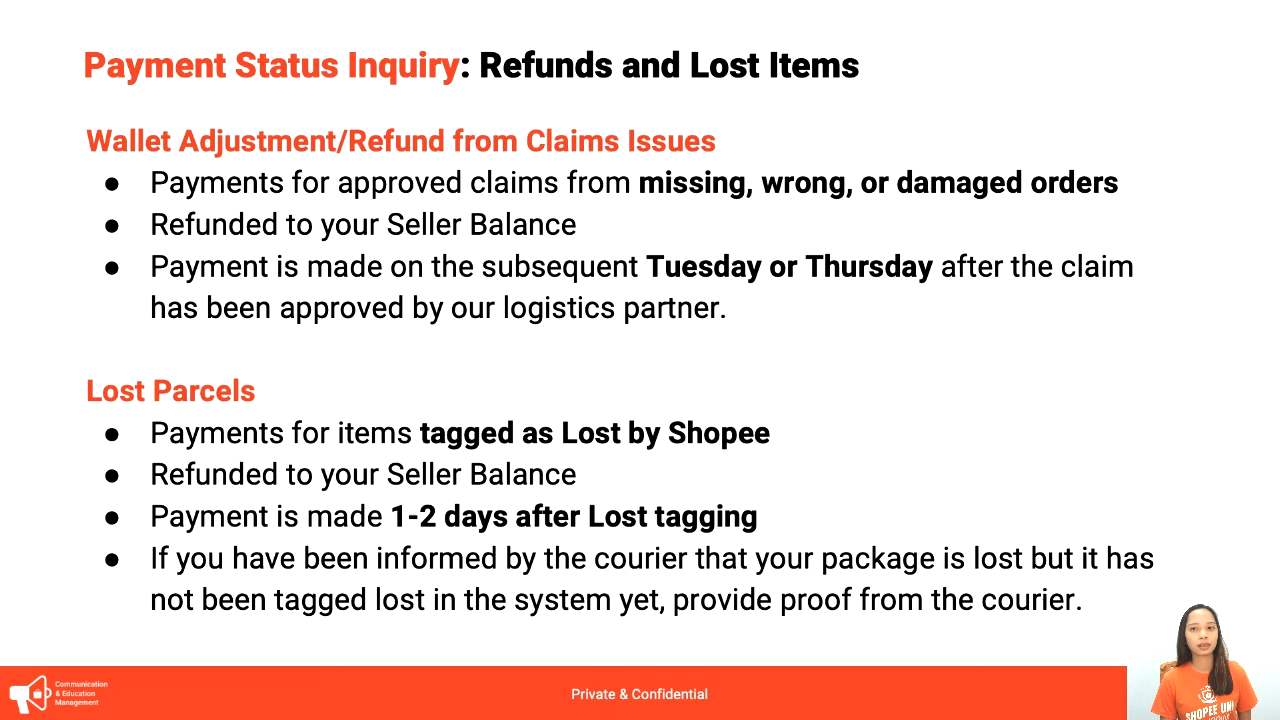 Payment Status Inquiry: Refunds and Lost Items
Wallet Adjustment/Refund from Claims Issues
● Payments for approved claims from missing, wrong, or damaged orders
● Refunded to your Seller Balance
● Payment is made on the subsequent Tuesday or Thursday after the claim
has been approved by our logistics partner.
Lost Parcels
● Payments for items tagged as Lost by Shopee
● Refunded to your Seller Balance
● Payment is made 1-2 days after Lost tagging
● If you have been informed by the courier that your package is lost but it has
not been tagged lost in the system yet, provide proof from the courier.
Communication
& Education
Management
Private & Confidential
SHOPEE UNI